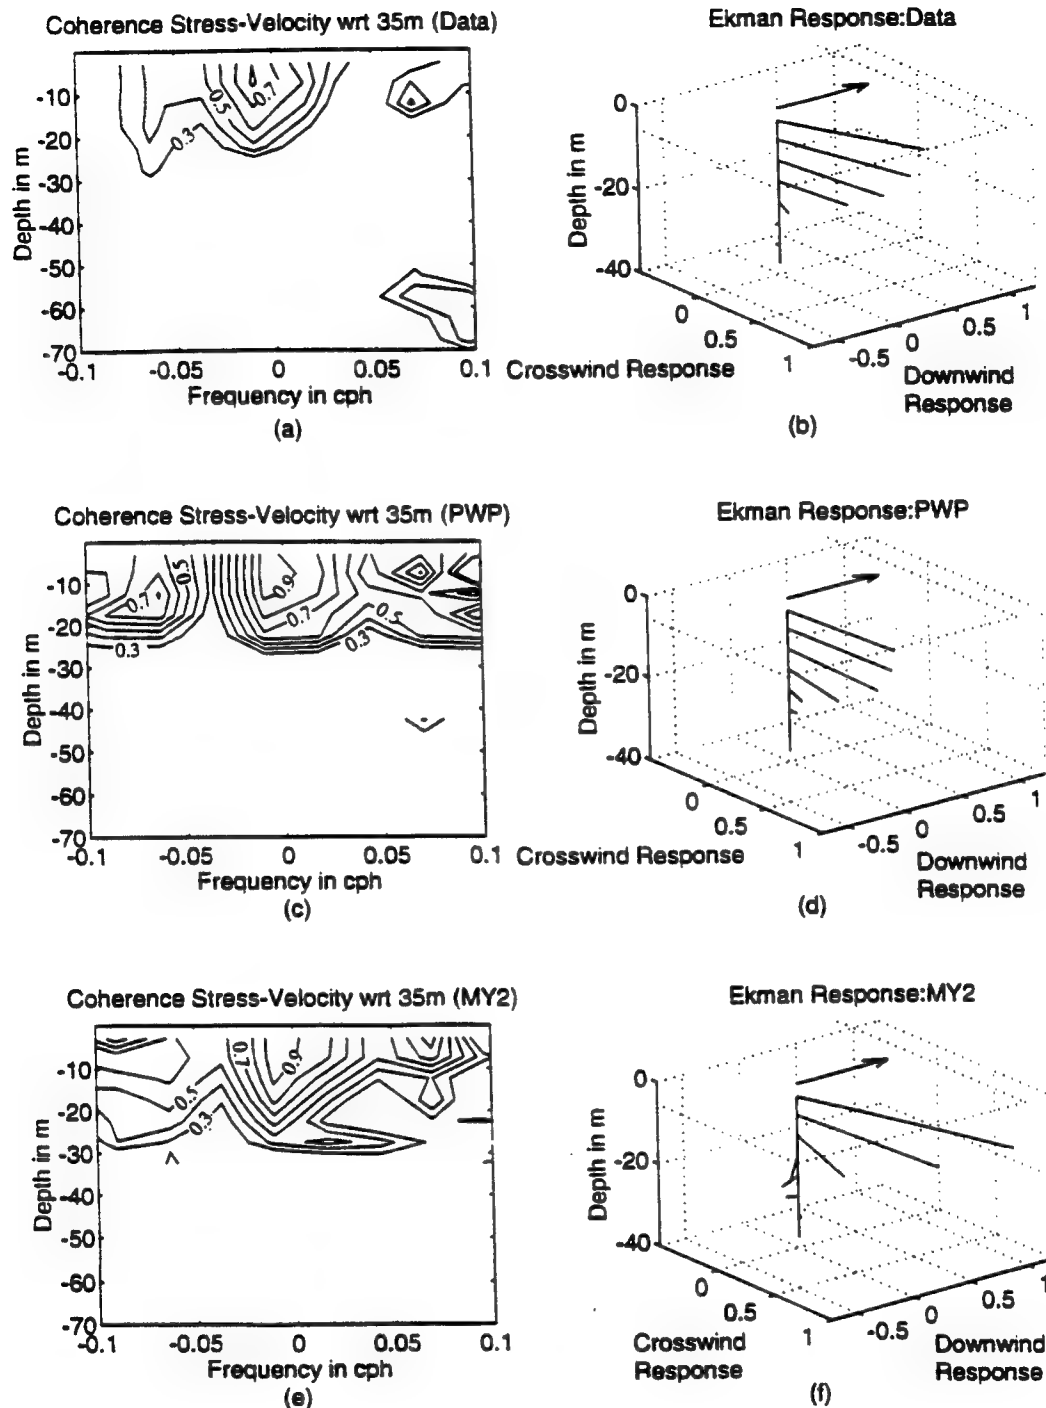 Coherence Stress-Velocity wrt 35m (Data)
-10
-20
-30
-40
-50
-60
-70
Depth in m
0.5
0.7
0.3
-0.1
-0.05
0
0.05
0.1
Frequency in cph
(a)
Ekman Response:Data
0
-20
-40
Depth in m
0
0.5
1
Crosswind Response
-0.5
0
0.5
1
Downwind
Response
(b)
Coherence Stress-Velocity wrt 35m (PWP)
-10
-20
-30
-40
-50
-60
-70
Depth in m
0.5
0.7
0.3
0.9
0.7
0.5
0.3
-0.1
-0.05
0
0.05
0.1
Frequency in cph
(c)
Ekman Response:PWP
0
-20
-40
Depth in m
0
0.5
1
Crosswind Response
-0.5
0
0.5
1
Downwind
Response
(d)
Coherence Stress-Velocity wrt 35m (MY2)
-10
-20
-30
-40
-50
-60
-70
Depth in m
0.5
0.3
0.7
0.9
-0.1
-0.05
0
0.05
0.1
Frequency in cph
(e)
Ekman Response:MY2
0
-20
-40
Depth in m
0
0.5
1
Crosswind
Response
-0.5
0
0.5
1
Downwind
Response
(f)